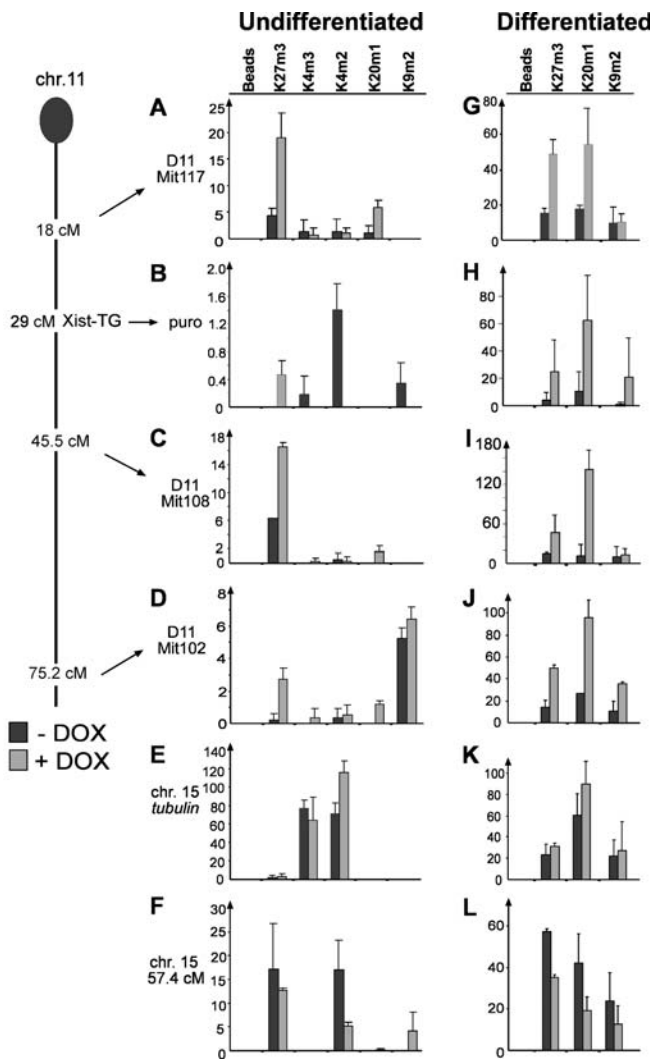 Undifferentiated Differentiated
Beads K27m3 K4m3 K4m2 K20m1 K9m2 Beads K27m3 K20m1 K9m2
chr.11
18 cM
29 cM Xist-TG
45.5 cM
75.2 cM
- DOX
+ DOX
A
D11
Mit117
25
20
15
10
5
0
G
80
60
40
20
0
B
puro
2.0
1.6
1.2
0.8
0.4
0
H
80
60
40
20
0
C
D11
Mit108
18
14
10
6
2
0
I
180
120
60
0
D
D11
Mit102
8
6
4
2
0
J
100
80
60
40
20
0
E
chr. 15
tubulin
140
120
100
80
60
40
20
0
K
100
80
60
40
20
0
F
chr. 15
57.4 cM
30
25
20
15
10
5
0
L
60
40
20
0